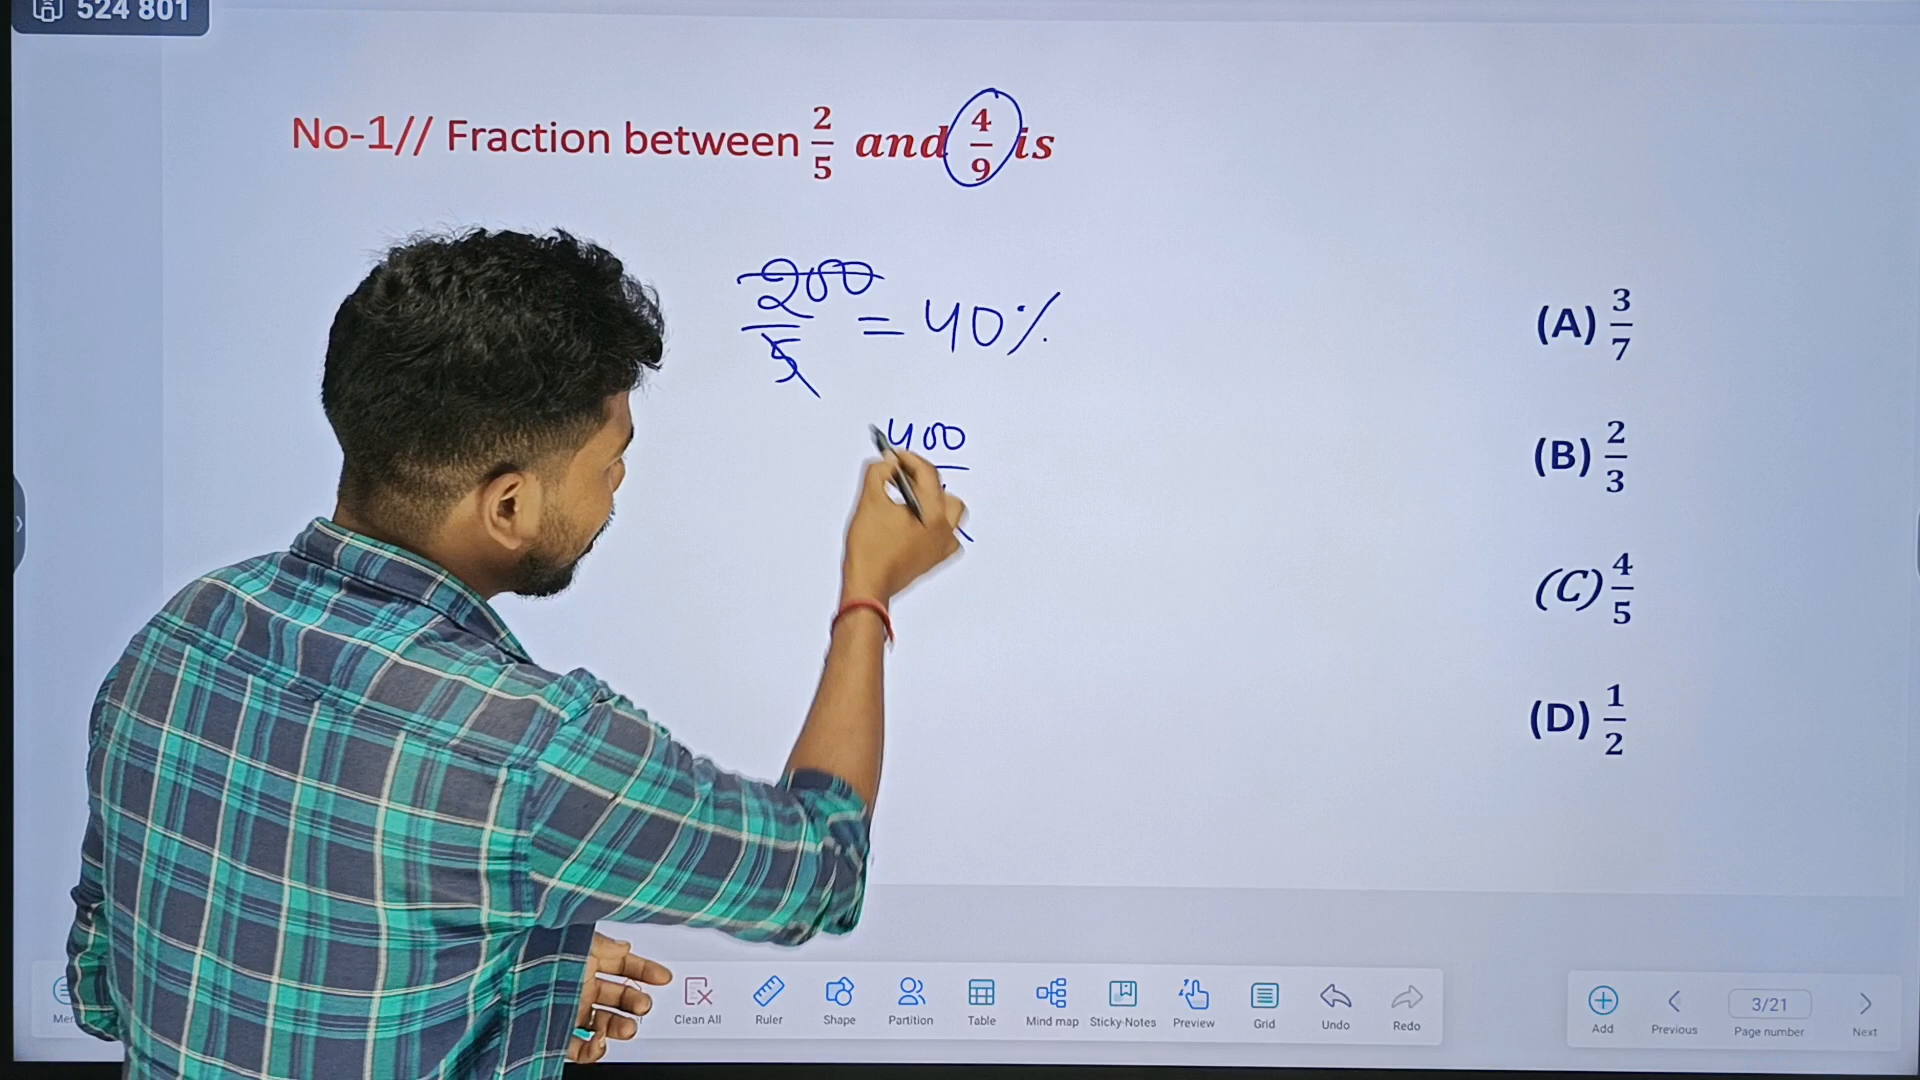 524 801
No-1// Fraction between 2/5 and 4/9 is
200/5 = 40%
400
(A) 3/7
(B) 2/3
(C) 4/5
(D) 1/2
Clean All
Ruler
Shape
Partition
Table
Mind map
Sticky-Notes
Preview
Grid
Undo
Redo
Add
Previous
3/21
Page number
Next